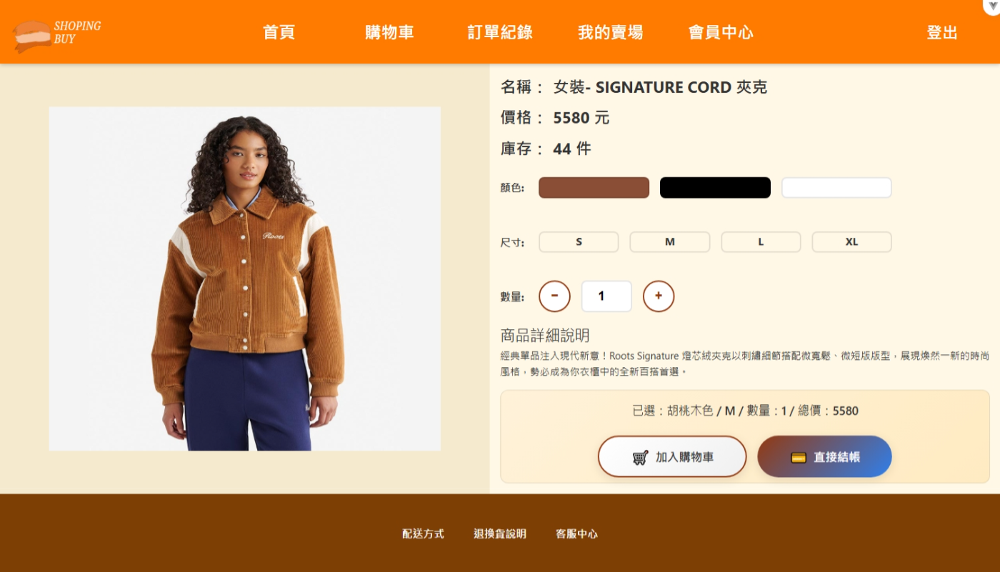 SHOPING
BUY
首頁
購物車
訂單紀錄
我的賣場
會員中心
登出
名稱： 女裝- SIGNATURE CORD 夾克
價格： 5580 元
庫存： 44 件
顏色:
尺寸: S M L XL
數量: − 1 +
Roots
商品詳細說明
經典單品注入現代新意！Roots Signature 燈芯絨夾克以刺繡細節搭配微寬鬆、微短版版型，展現煥然一新的時尚
風格，勢必成為你衣櫃中的全新百搭首選。
已選：胡桃木色 / M / 數量：1 / 總價：5580
加入購物車
直接結帳
配送方式
退換貨說明
客服中心